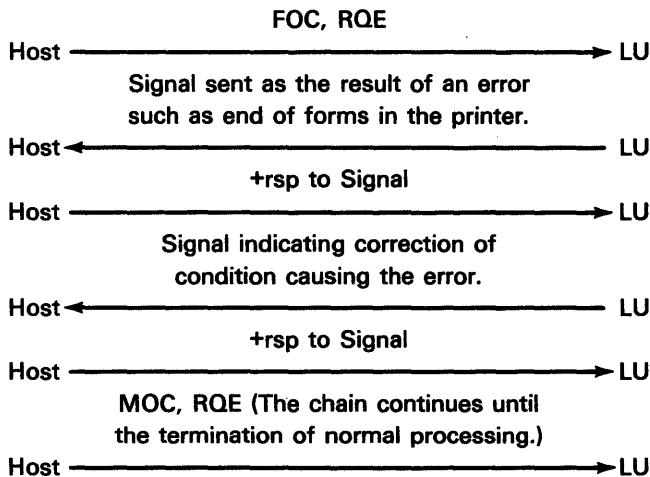 FOC, RQE
Host LU
Signal sent as the result of an error
such as end of forms in the printer.
Host LU
+rsp to Signal
Host LU
Signal indicating correction of
condition causing the error.
Host LU
+rsp to Signal
Host LU
MOC, RQE (The chain continues until
the termination of normal processing.)
Host LU